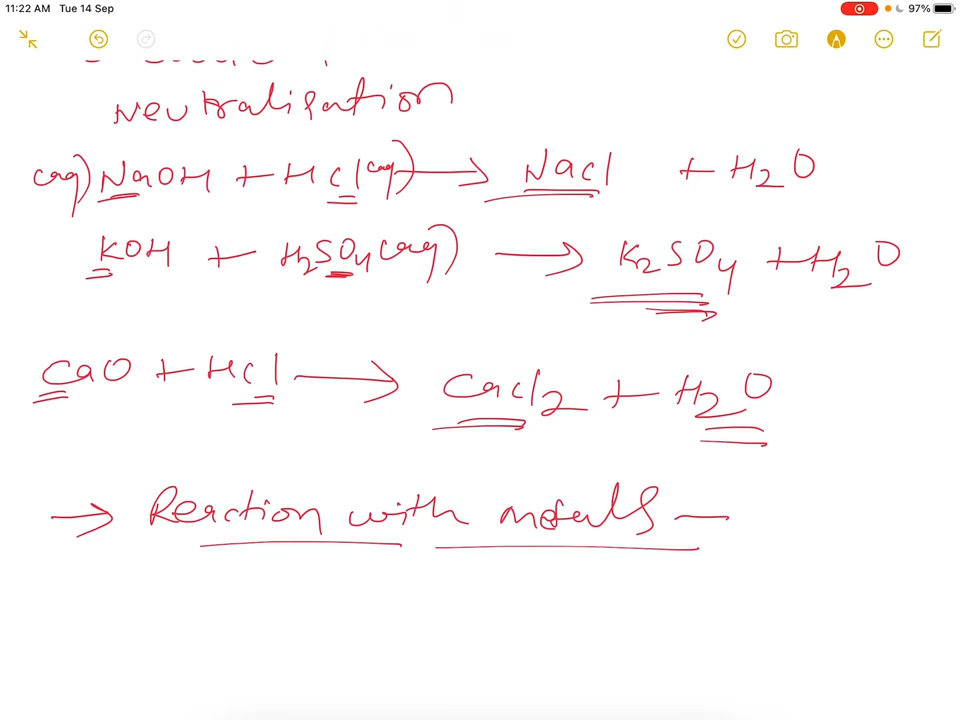 11:22 AM Tue 14 Sep 97%
Neutralisation
(aq) NaOH + HCl (aq) → NaCl + H2O
KOH + H2SO4 (aq) → K2SO4 + H2O
CaO + HCl → CaCl2 + H2O
→ Reaction with metals —